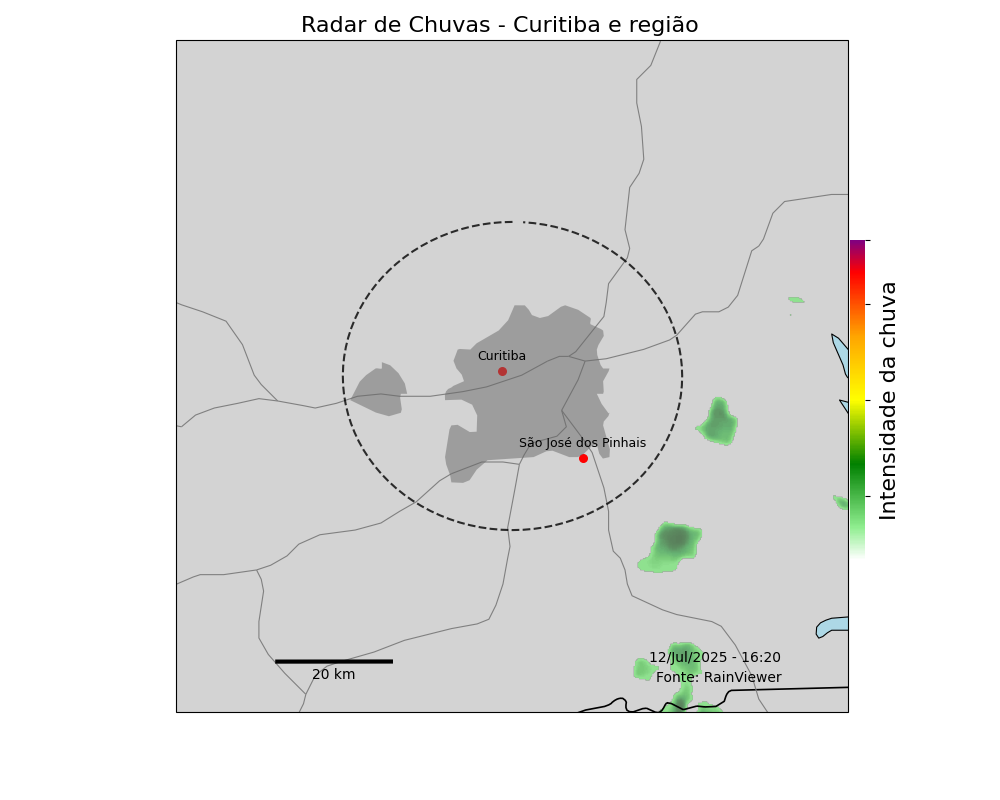 Radar de Chuvas - Curitiba e região
Curitiba
São José dos Pinhais
Intensidade da chuva
12/Jul/2025 - 16:20
Fonte: RainViewer
20 km